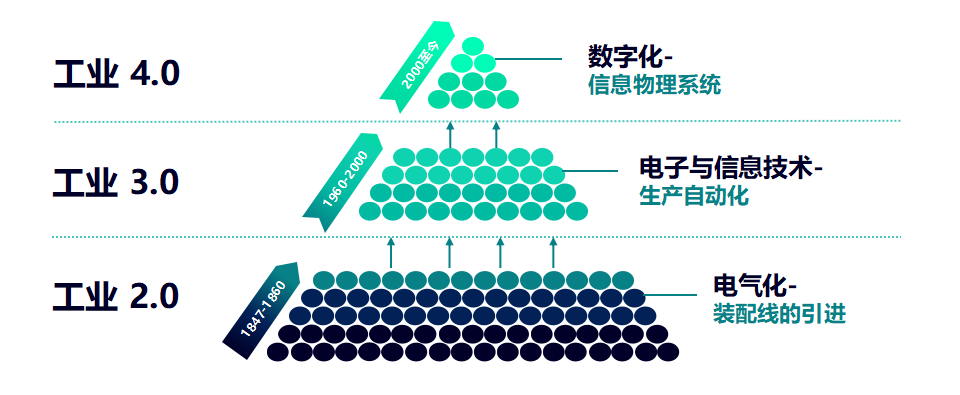 工业 4.0
2000至今
数字化-
信息物理系统
工业 3.0
1960-2000
电子与信息技术-
生产自动化
工业 2.0
1847-1860
电气化-
装配线的引进